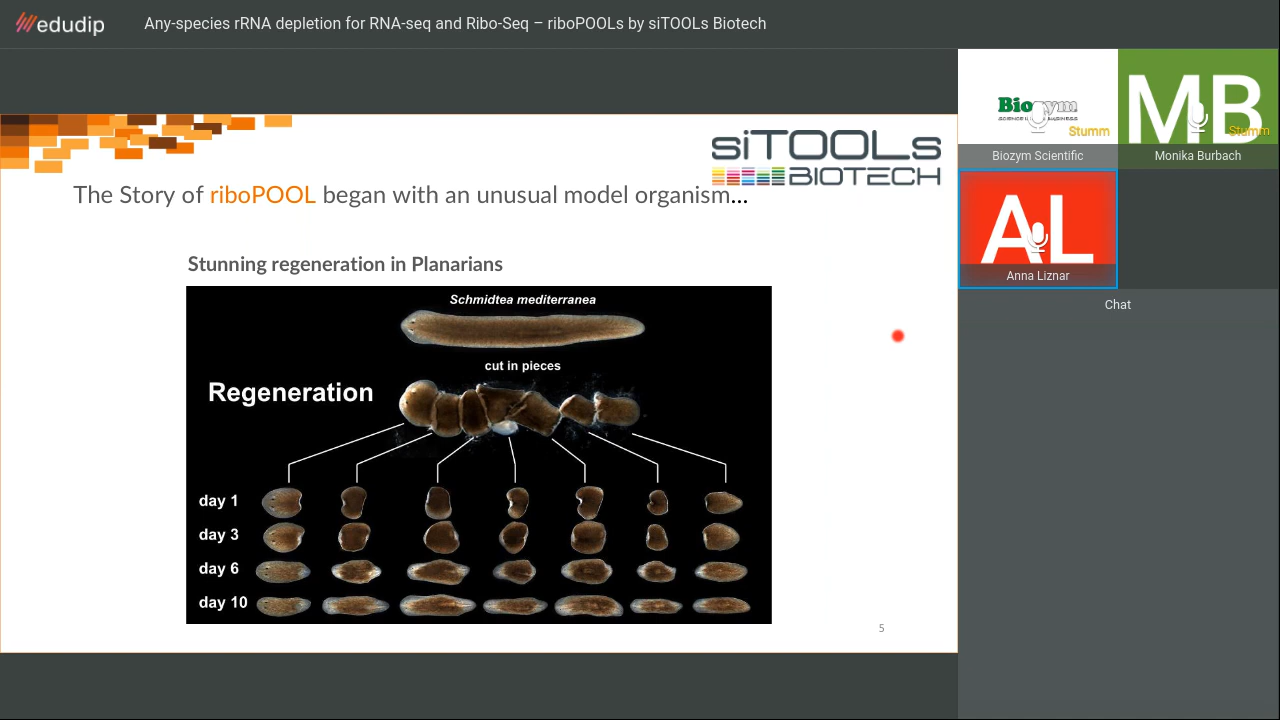 edudip
Any-species rRNA depletion for RNA-seq and Ribo-Seq – riboPOOLs by siTOOLs Biotech
siTOOLs
BIOTECH
The Story of riboPOOL began with an unusual model organism...
Stunning regeneration in Planarians
Schmidtea mediterranea
cut in pieces
Regeneration
day 1
day 3
day 6
day 10
5
Stumm
Biozym Scientific
MB
Stumm
Monika Burbach
AL
Anna Liznar
Chat